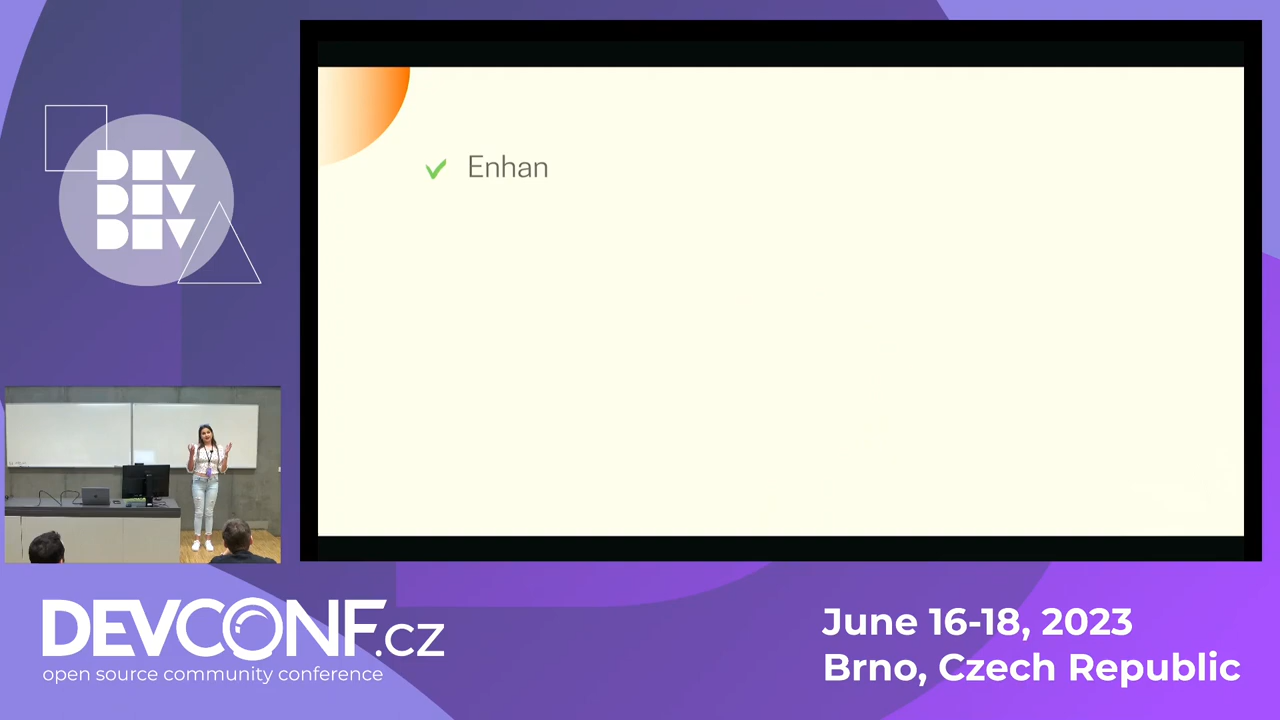 DEV
DEV
DEV
Enhan
DEVCONF.cz
open source community conference
June 16-18, 2023
Brno, Czech Republic